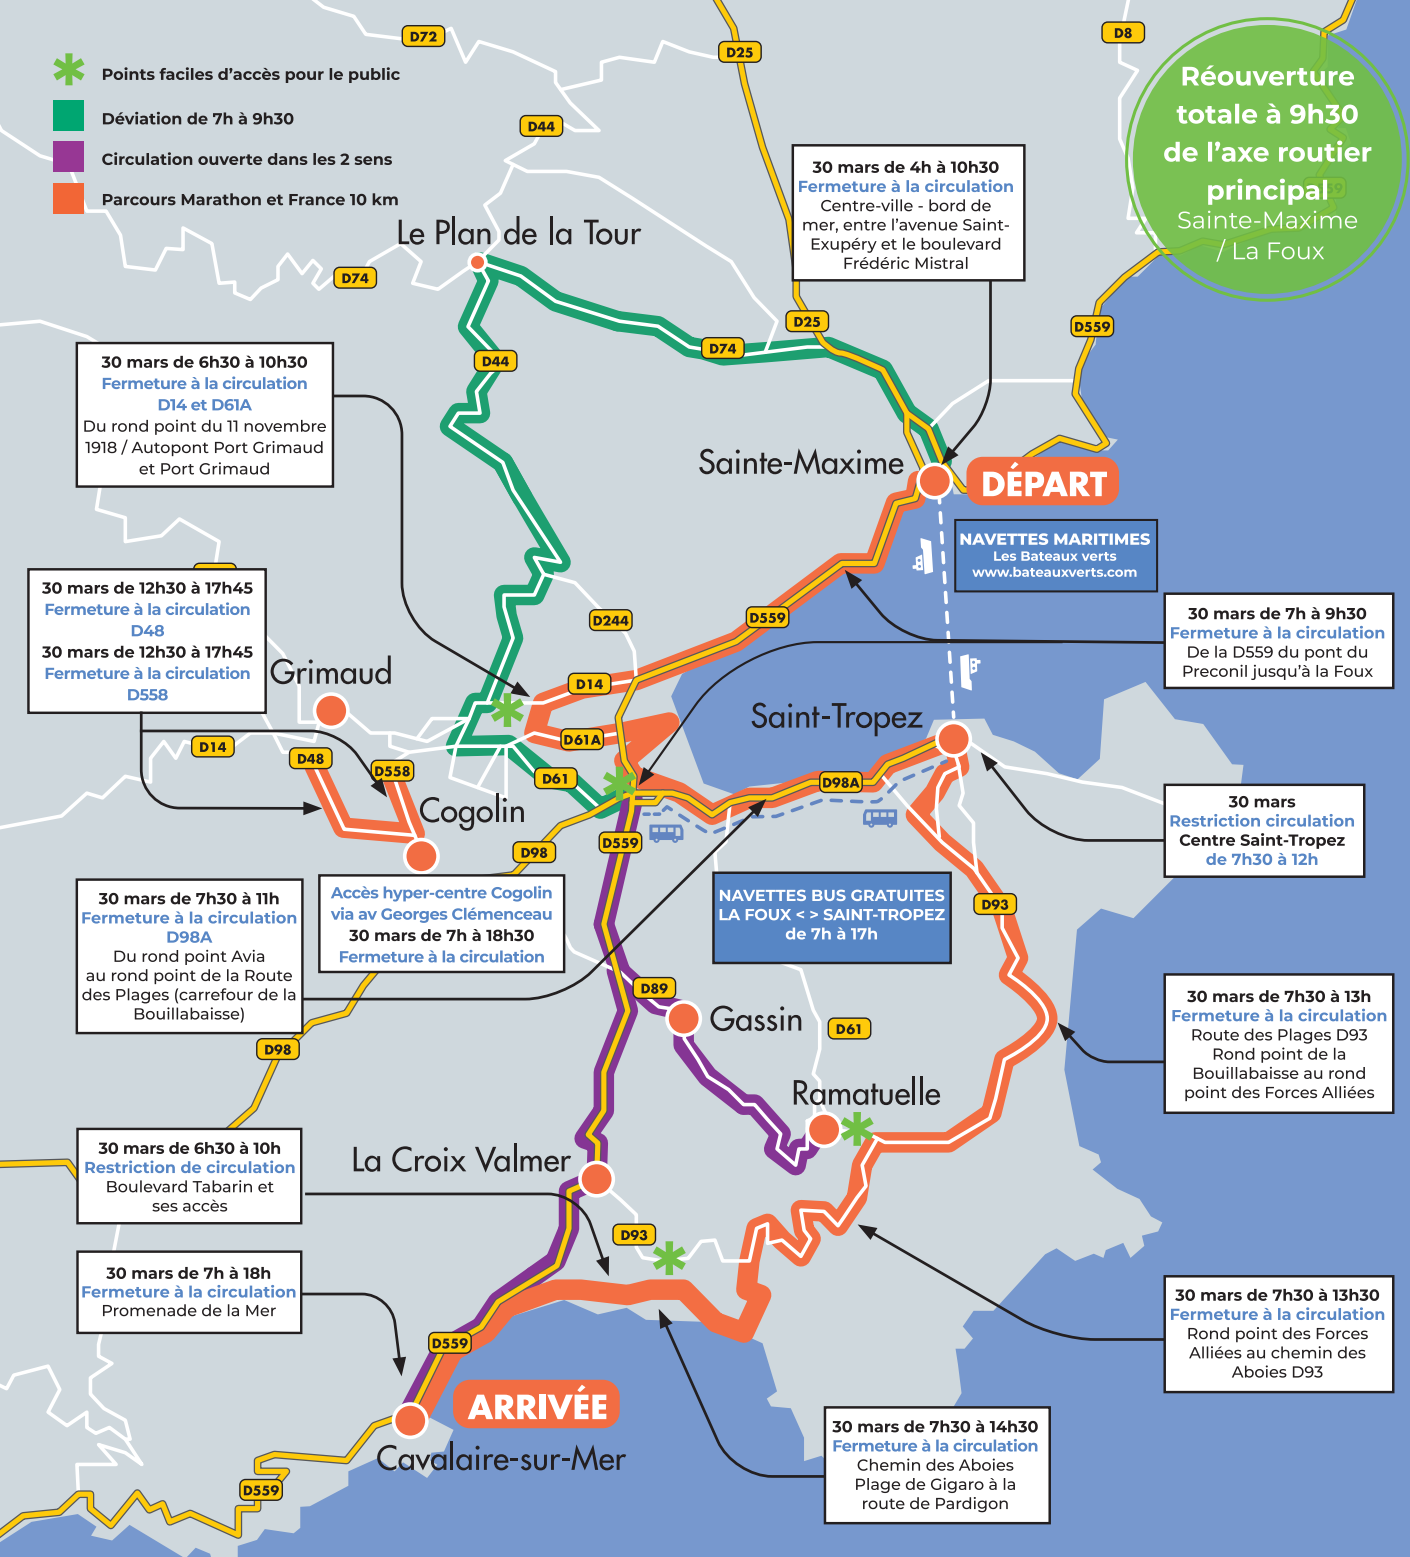 Points faciles d'accès pour le public
Déviation de 7h à 9h30
Circulation ouverte dans les 2 sens
Parcours Marathon et France 10 km
D72
D25
D8
D44
Réouverture
totale à 9h30
de l'axe routier
principal
Sainte-Maxime
/ La Foux
30 mars de 4h à 10h30
Fermeture à la circulation
Centre-ville - bord de
mer, entre l'avenue Saint-
Exupéry et le boulevard
Frédéric Mistral
Le Plan de la Tour
D74
D25
D559
D74
D44
30 mars de 6h30 à 10h30
Fermeture à la circulation
D14 et D61A
Du rond point du 11 novembre
1918 / Autopont Port Grimaud
et Port Grimaud
Sainte-Maxime
DÉPART
NAVETTES MARITIMES
Les Bateaux verts
www.bateauxverts.com
30 mars de 12h30 à 17h45
Fermeture à la circulation
D48
30 mars de 12h30 à 17h45
Fermeture à la circulation
D558
D244
D559
30 mars de 7h à 9h30
Fermeture à la circulation
De la D559 du pont du
Preconil jusqu'à la Foux
Grimaud
D14
Saint-Tropez
D14
D48
D558
D61A
D61
D98A
Cogolin
D559
D98
30 mars
Restriction circulation
Centre Saint-Tropez
de 7h30 à 12h
30 mars de 7h30 à 11h
Fermeture à la circulation
D98A
Du rond point Avia
au rond point de la Route
des Plages (carrefour de la
Bouillabaisse)
Accès hyper-centre Cogolin
via av Georges Clémenceau
30 mars de 7h à 18h30
Fermeture à la circulation
NAVETTES BUS GRATUITES
LA FOUX < > SAINT-TROPEZ
de 7h à 17h
D93
D89
Gassin
D61
D98
30 mars de 7h30 à 13h
Fermeture à la circulation
Route des Plages D93
Rond point de la
Bouillabaisse au rond
point des Forces Alliées
Ramatuelle
30 mars de 6h30 à 10h
Restriction de circulation
Boulevard Tabarin et
ses accès
La Croix Valmer
D93
30 mars de 7h à 18h
Fermeture à la circulation
Promenade de la Mer
30 mars de 7h30 à 13h30
Fermeture à la circulation
Rond point des Forces
Alliées au chemin des
Aboies D93
D559
ARRIVÉE
Cavalaire-sur-Mer
30 mars de 7h30 à 14h30
Fermeture à la circulation
Chemin des Aboies
Plage de Gigaro à la
route de Pardigon
D559